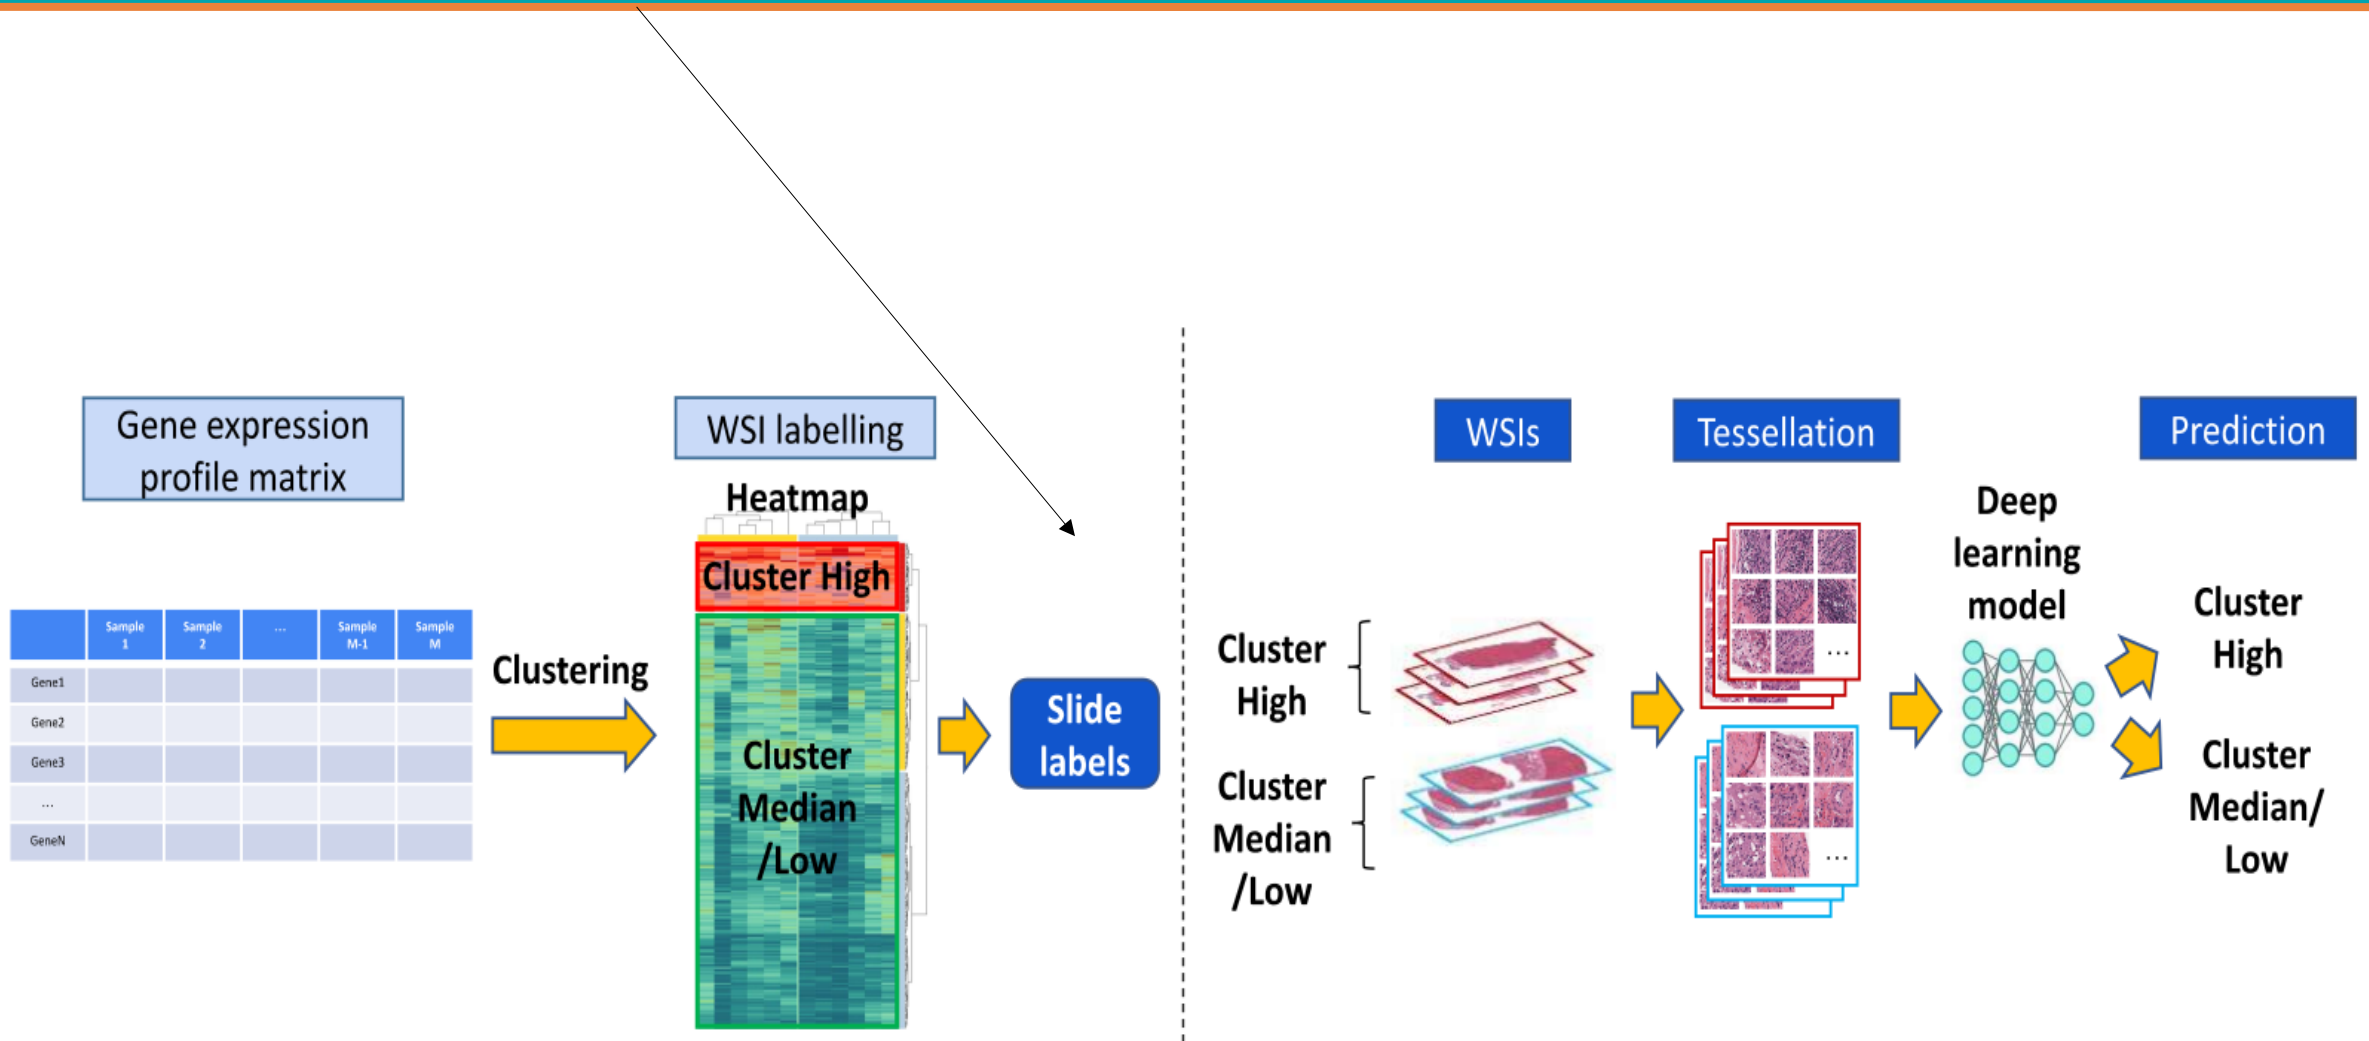 Gene expression
profile matrix
Sample
1
Sample
2
...
Sample
M-1
Sample
M
Gene1
Gene2
Gene3
...
GeneN
Clustering
WSI labelling
Heatmap
Cluster High
Cluster
Median
/Low
Slide
labels
WSIs
Cluster
High
Cluster
Median
/Low
Tessellation
...
...
Deep
learning
model
Prediction
Cluster
High
Cluster
Median/
Low